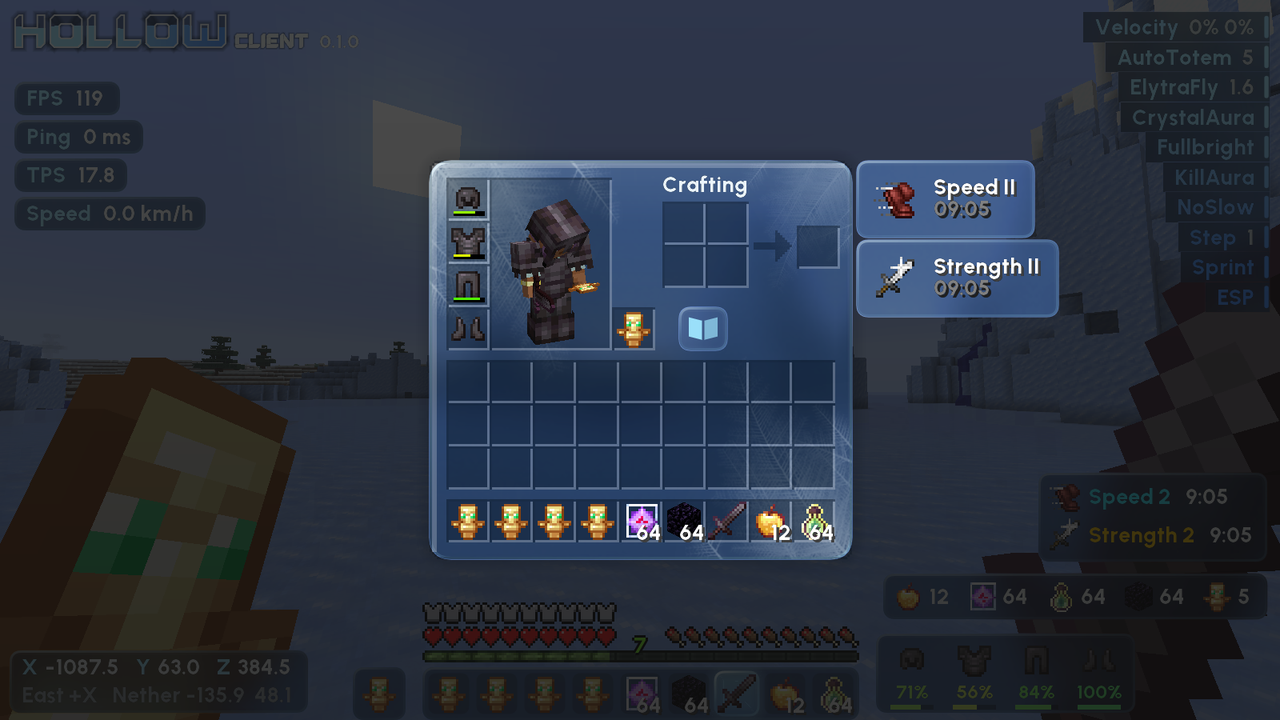 HOLLOW CLIENT 0.1.0
FPS 119
Ping 0 ms
TPS 17.8
Speed 0.0 km/h
Velocity 0% 0%
AutoTotem 5
ElytraFly 1.6
CrystalAura
Fullbright
KillAura
NoSlow
Step 1
Sprint
ESP
Crafting
Speed II
09:05
Strength II
09:05
64 64 12 64
Speed 2 9:05
Strength 2 9:05
12 64 64 64 5
7
X -1087.5 Y 63.0 Z 384.5
East +X Nether -135.9 48.1
64 64 12 64
71% 56% 84% 100%